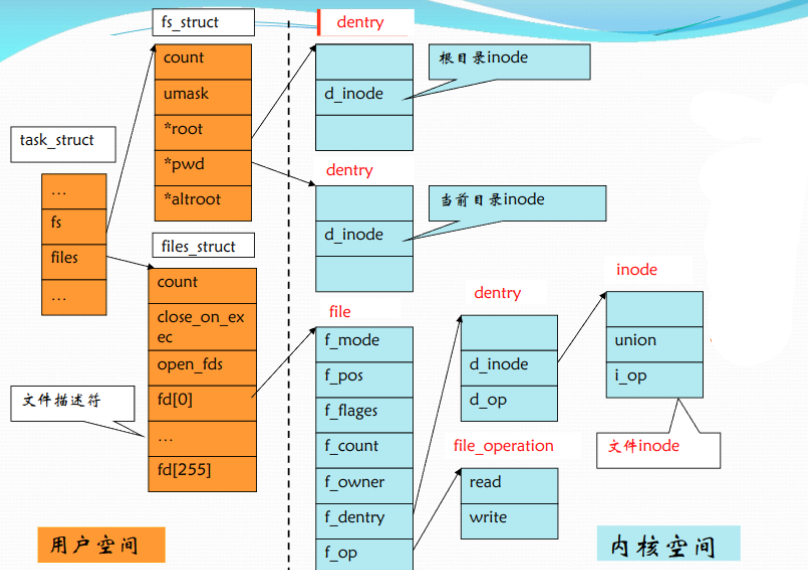 fs_struct
count
umask
*root
*pwd
*altroot
task_struct
...
fs
files
...
files_struct
count
close_on_ex
ec
open_fds
fd[0]
...
fd[255]
文件描述符
用户空间
dentry
d_inode
根目录inode
dentry
d_inode
当前目录inode
file
f_mode
f_pos
f_flages
f_count
f_owner
f_dentry
f_op
dentry
d_inode
d_op
file_operation
read
write
inode
union
i_op
文件inode
内核空间